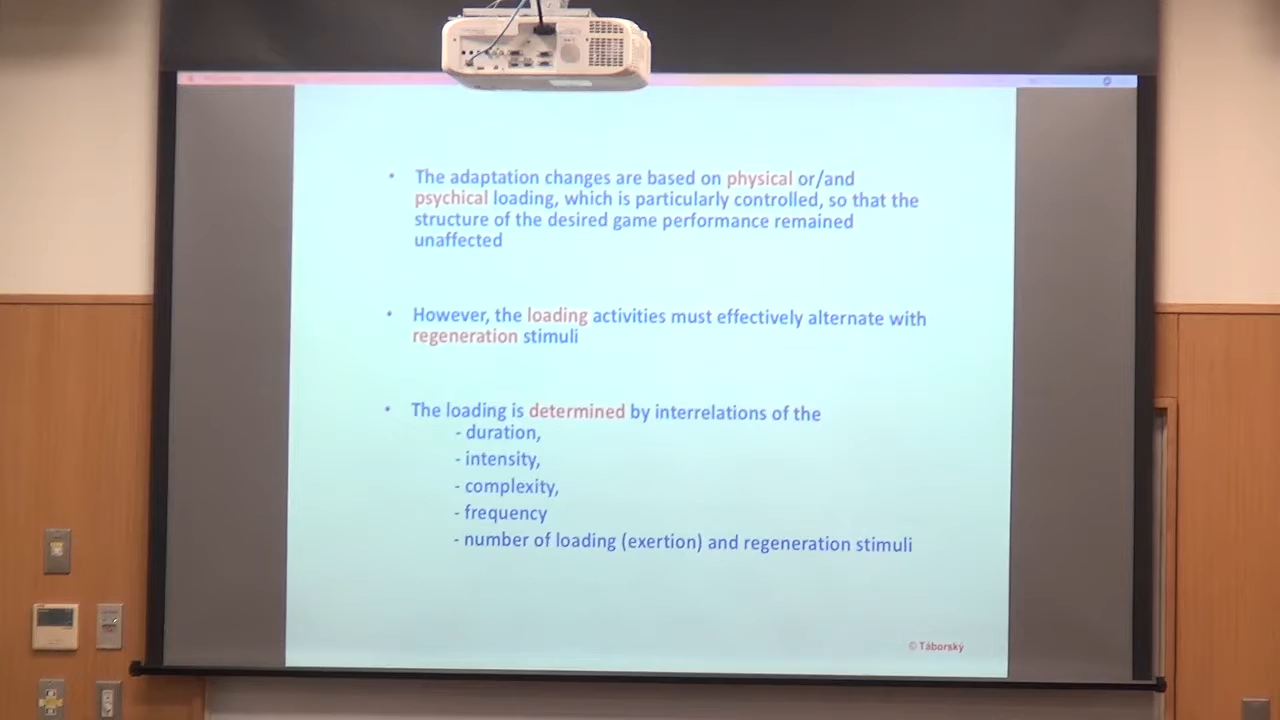 • The adaptation changes are based on physical or/and
psychical loading, which is particularly controlled, so that the
structure of the desired game performance remained
unaffected
• However, the loading activities must effectively alternate with
regeneration stimuli
• The loading is determined by interrelations of the
- duration,
- intensity,
- complexity,
- frequency
- number of loading (exertion) and regeneration stimuli
© Táborský